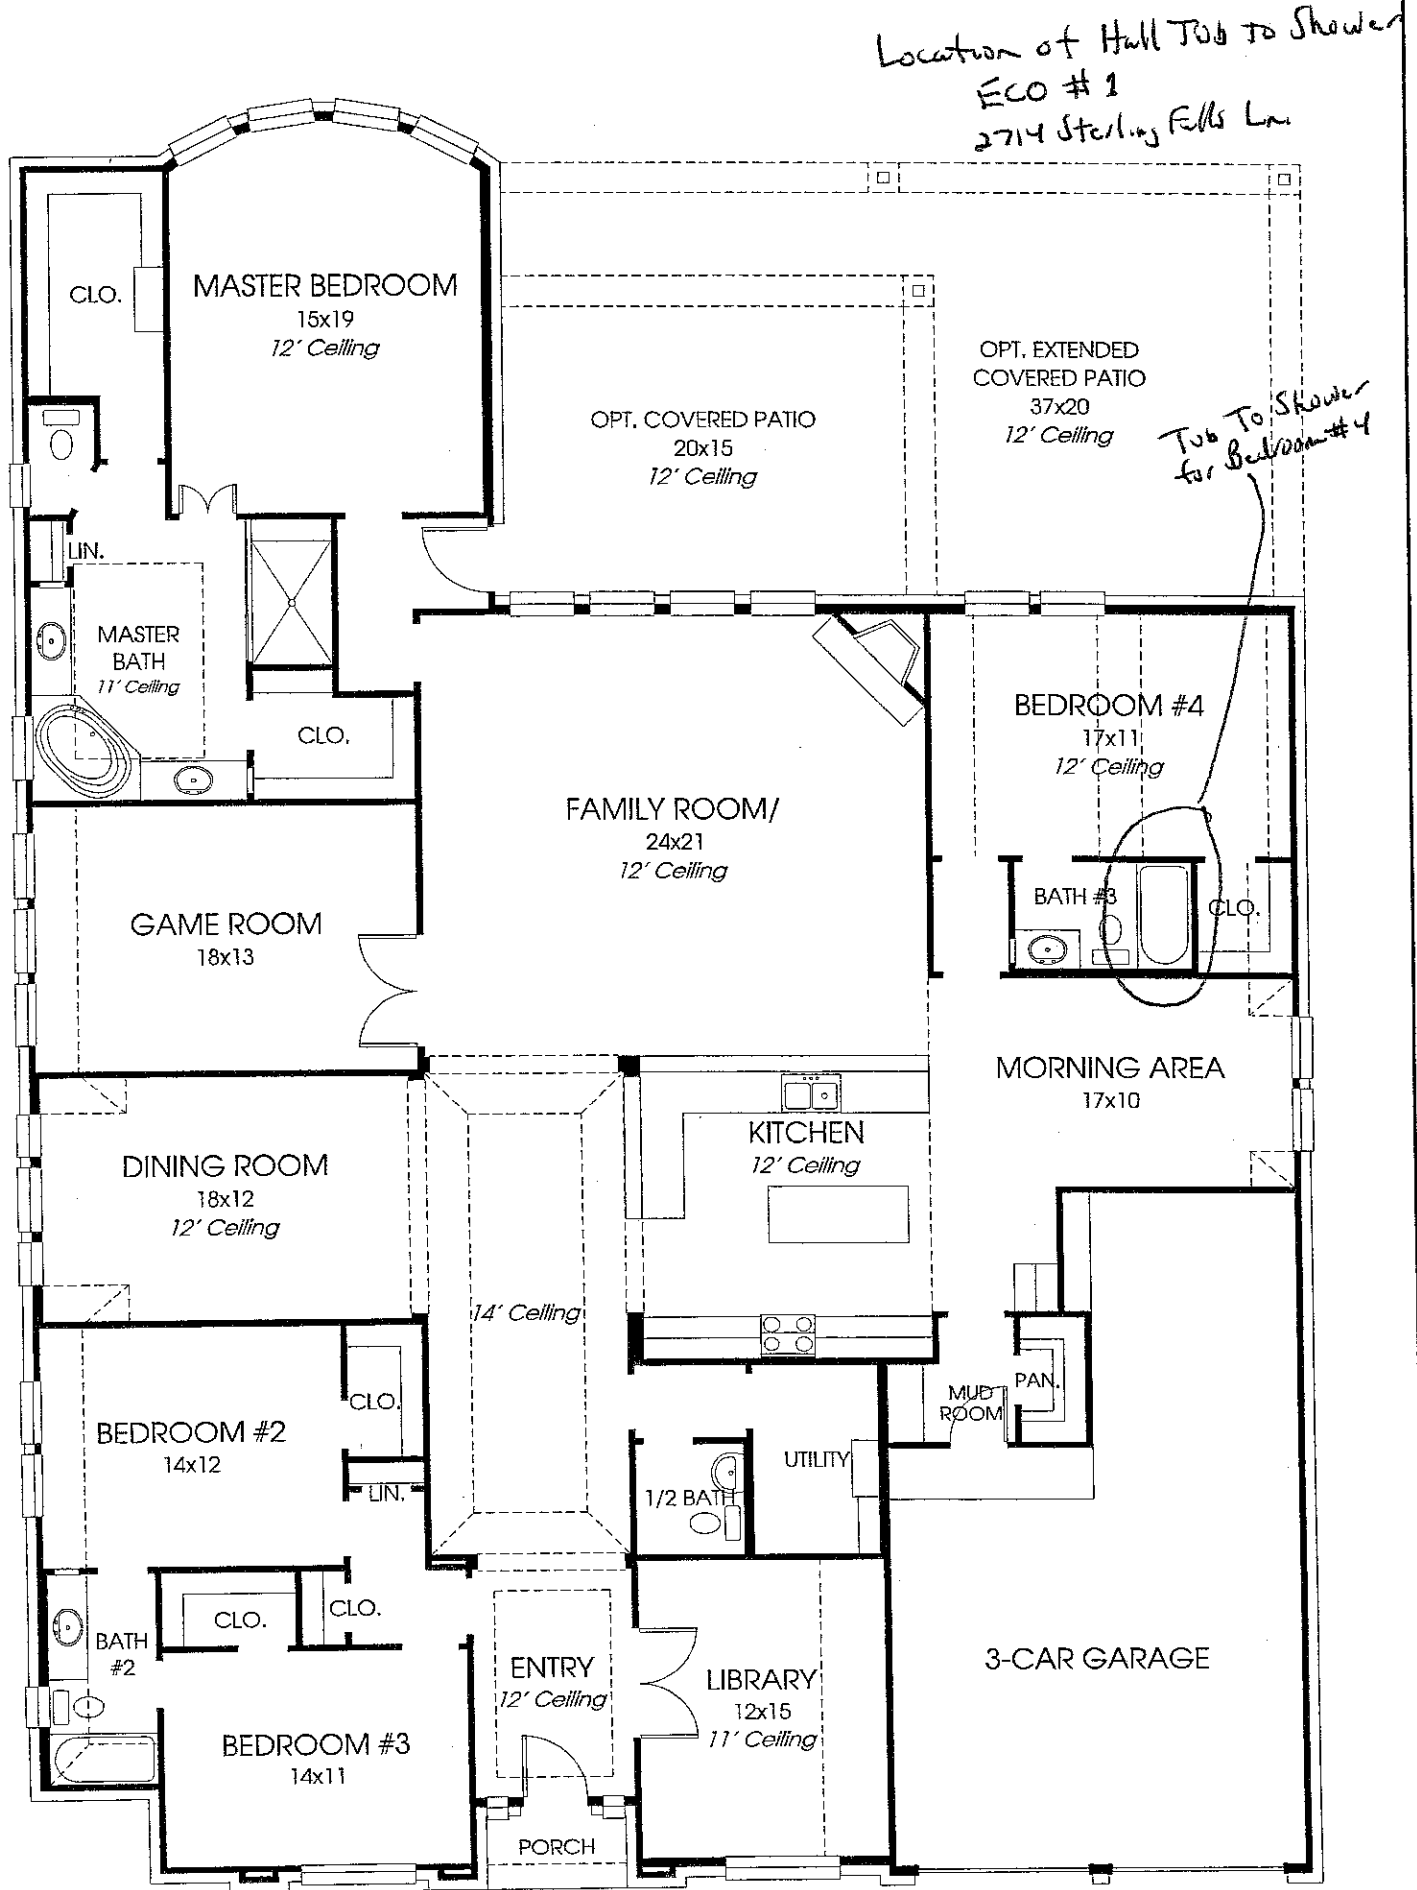 Location of Hall Tub to Shower
ECO # 1
2714 Sterling Falls Ln.
CLO.
MASTER BEDROOM
15x19
12' Ceiling
OPT. COVERED PATIO
20x15
12' Ceiling
OPT. EXTENDED
COVERED PATIO
37x20
12' Ceiling
Tub To Shower
for Bedroom #4
LIN.
MASTER
BATH
11' Ceiling
CLO.
FAMILY ROOM/
24x21
12' Ceiling
BEDROOM #4
17x11
12' Ceiling
BATH #3
CLO.
GAME ROOM
18x13
MORNING AREA
17x10
DINING ROOM
18x12
12' Ceiling
KITCHEN
12' Ceiling
14' Ceiling
BEDROOM #2
14x12
CLO.
LIN.
MUD
ROOM
PAN.
UTILITY
1/2 BATH
BATH
#2
CLO.
CLO.
BEDROOM #3
14x11
ENTRY
12' Ceiling
LIBRARY
12x15
11' Ceiling
3-CAR GARAGE
PORCH